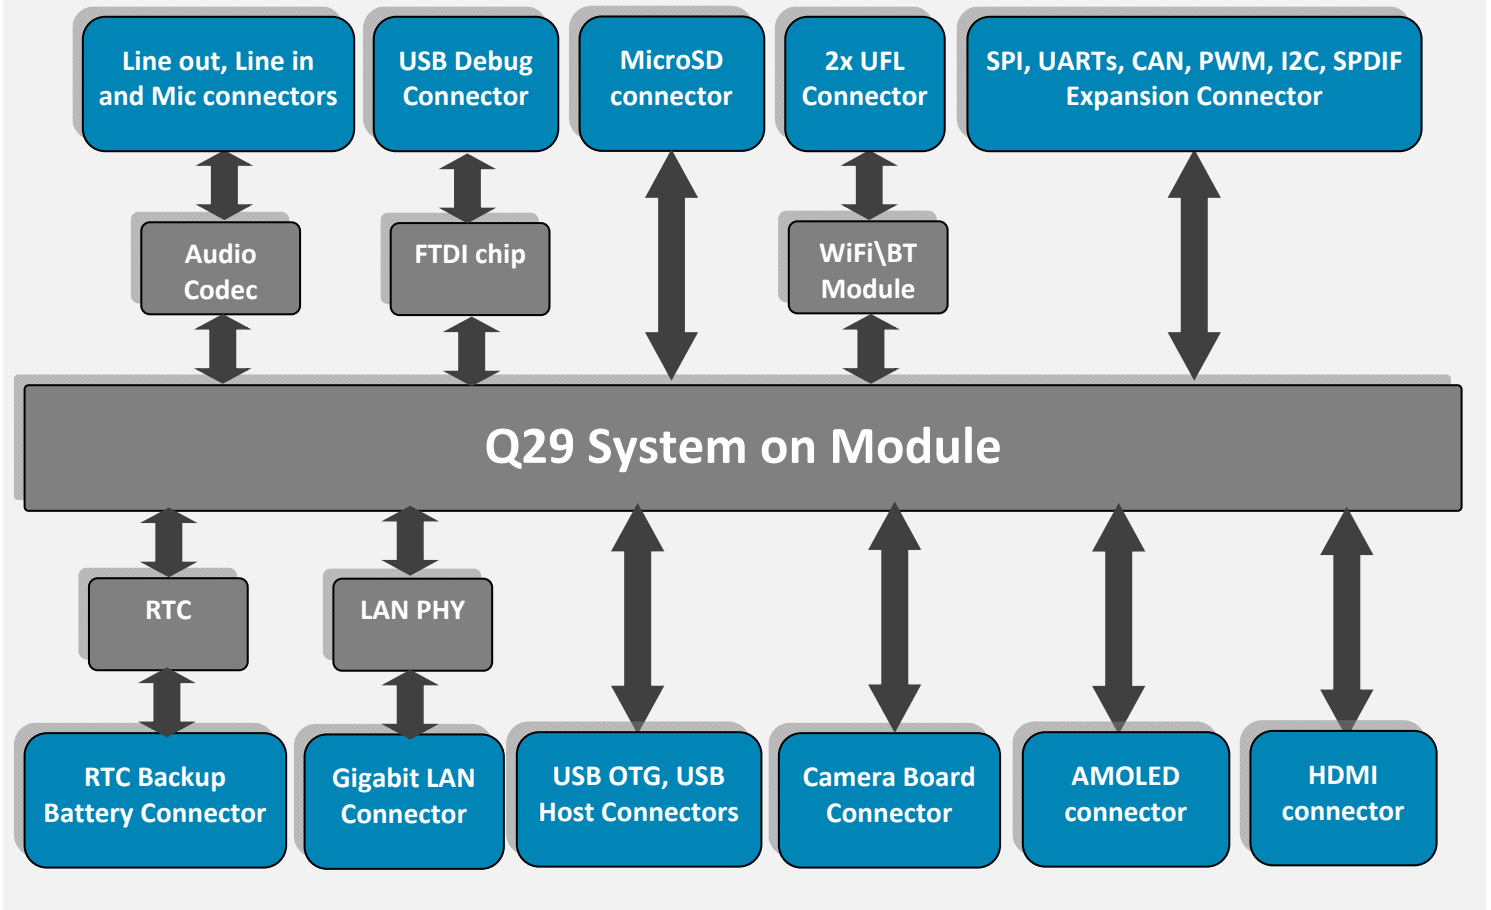 Line out, Line in
and Mic connectors
USB Debug
Connector
MicroSD
connector
2x UFL
Connector
SPI, UARTs, CAN, PWM, I2C, SPDIF
Expansion Connector
Audio
Codec
FTDI chip
WiFi\BT
Module
Q29 System on Module
RTC
LAN PHY
RTC Backup
Battery Connector
Gigabit LAN
Connector
USB OTG, USB
Host Connectors
Camera Board
Connector
AMOLED
connector
HDMI
connector